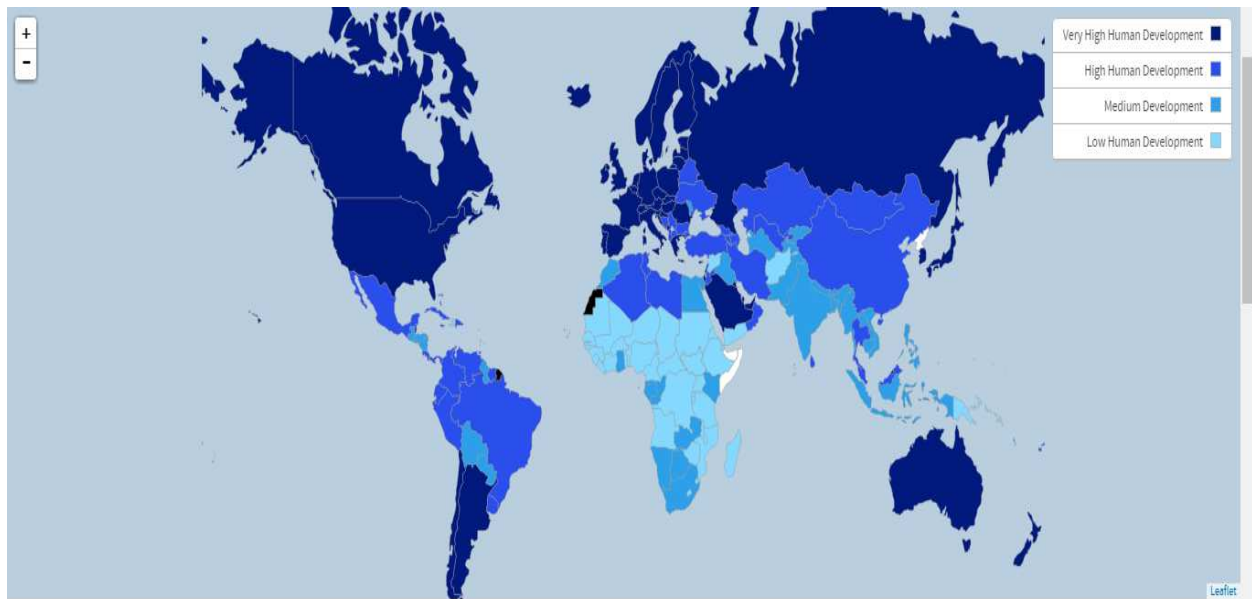 +
-
Very High Human Development
High Human Development
Medium Development
Low Human Development
Leaflet